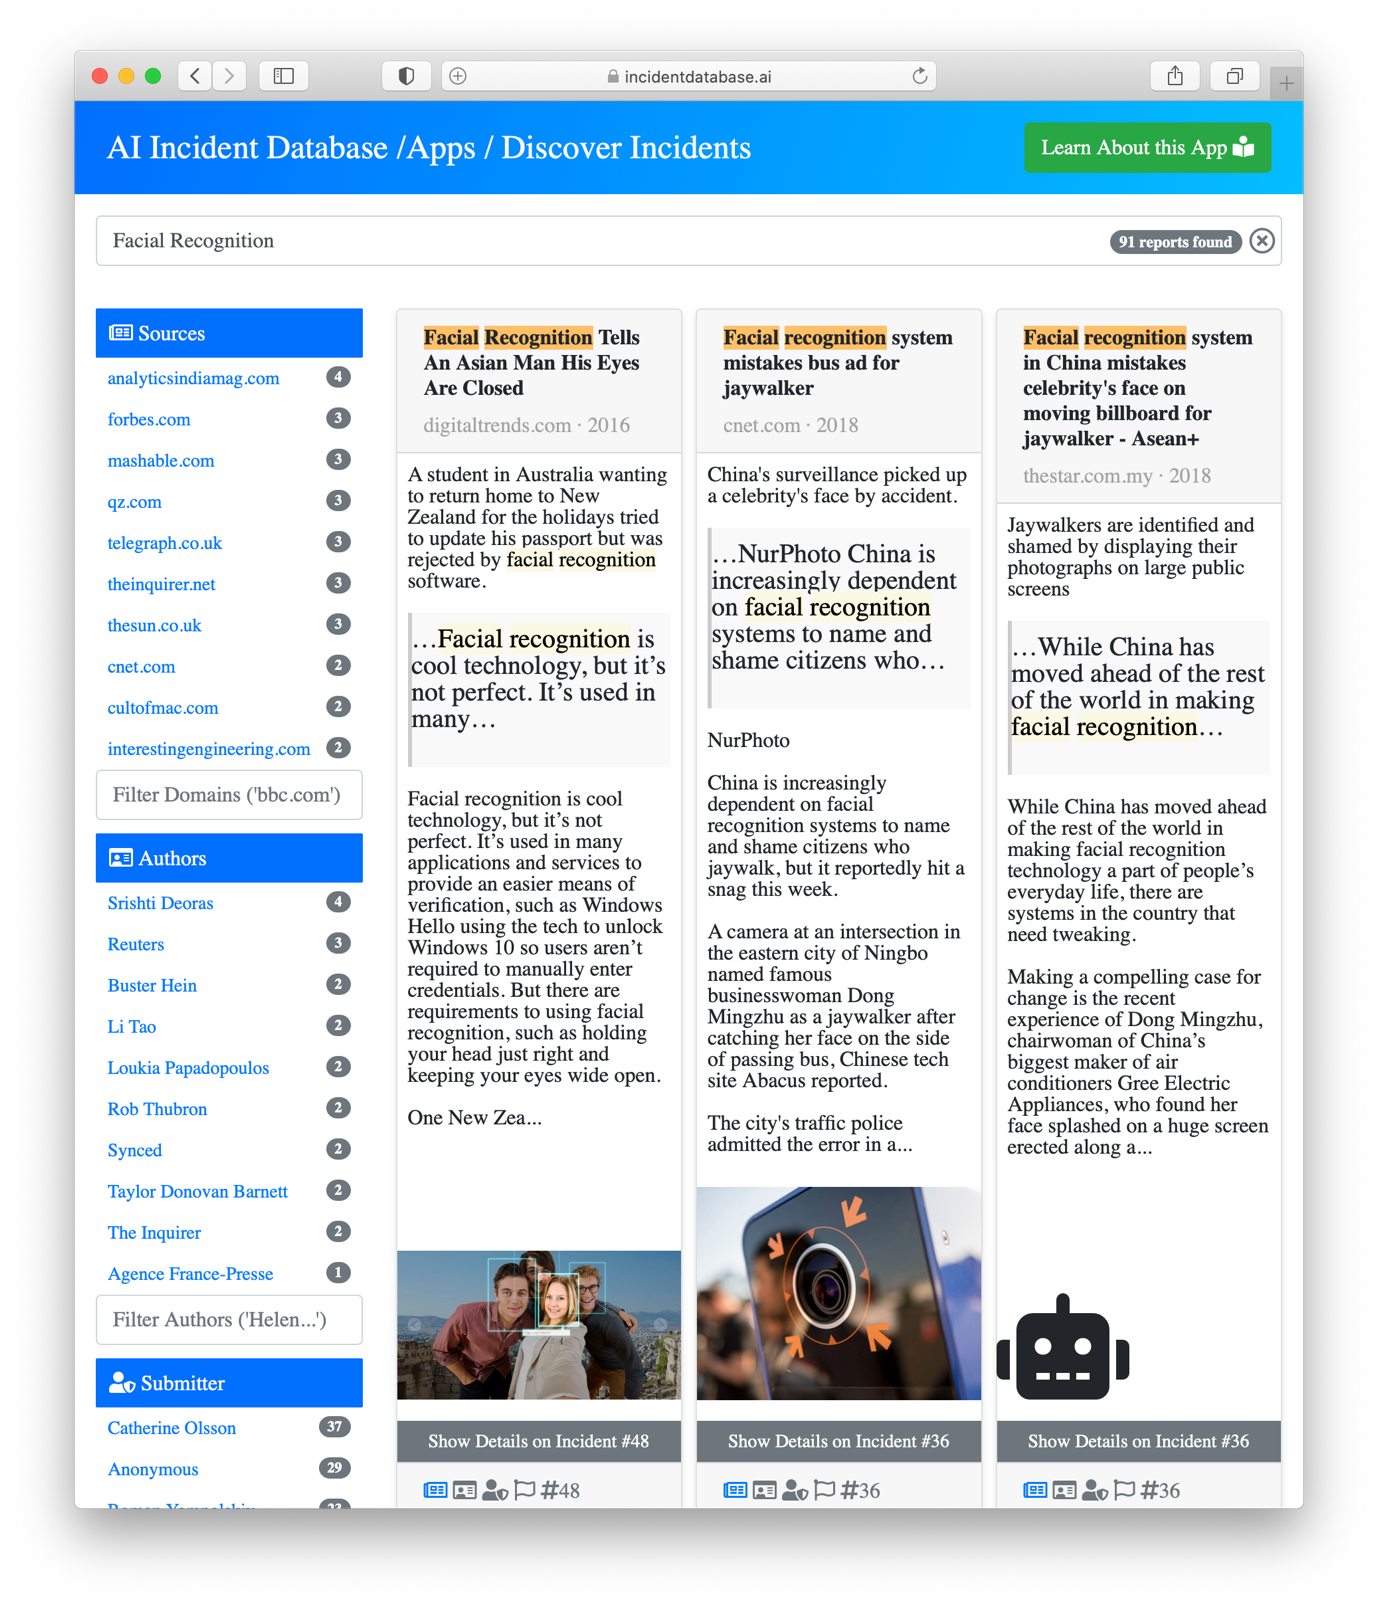 incidentdatabase.ai
AI Incident Database /Apps / Discover Incidents
Learn About this App
Facial Recognition
91 reports found
Sources
analyticsindiamag.com 4
forbes.com 3
mashable.com 3
qz.com 3
telegraph.co.uk 3
theinquirer.net 3
thesun.co.uk 3
cnet.com 2
cultofmac.com 2
interestingengineering.com 2
Filter Domains ('bbc.com')
Authors
Srishti Deoras 4
Reuters 3
Buster Hein 2
Li Tao 2
Loukia Papadopoulos 2
Rob Thubron 2
Synced 2
Taylor Donovan Barnett 2
The Inquirer 2
Agence France-Presse 1
Filter Authors ('Helen...')
Submitter
Catherine Olsson 37
Anonymous 29
Facial Recognition Tells
An Asian Man His Eyes
Are Closed
digitaltrends.com · 2016
A student in Australia wanting
to return home to New
Zealand for the holidays tried
to update his passport but was
rejected by facial recognition
software.
…Facial recognition is
cool technology, but it’s
not perfect. It’s used in
many…
Facial recognition is cool
technology, but it’s not
perfect. It’s used in many
applications and services to
provide an easier means of
verification, such as Windows
Hello using the tech to unlock
Windows 10 so users aren’t
required to manually enter
credentials. But there are
requirements to using facial
recognition, such as holding
your head just right and
keeping your eyes wide open.
One New Zea...
Show Details on Incident #48
#48
Facial recognition system
mistakes bus ad for
jaywalker
cnet.com · 2018
China's surveillance picked up
a celebrity's face by accident.
…NurPhoto China is
increasingly dependent
on facial recognition
systems to name and
shame citizens who…
NurPhoto
China is increasingly
dependent on facial
recognition systems to name
and shame citizens who
jaywalk, but it reportedly hit a
snag this week.
A camera at an intersection in
the eastern city of Ningbo
named famous
businesswoman Dong
Mingzhu as a jaywalker after
catching her face on the side
of passing bus, Chinese tech
site Abacus reported.
The city's traffic police
admitted the error in a...
Show Details on Incident #36
#36
Facial recognition system
in China mistakes
celebrity's face on
moving billboard for
jaywalker - Asean+
thestar.com.my · 2018
Jaywalkers are identified and
shamed by displaying their
photographs on large public
screens
…While China has
moved ahead of the rest
of the world in making
facial recognition…
While China has moved ahead
of the rest of the world in
making facial recognition
technology a part of people’s
everyday life, there are
systems in the country that
need tweaking.
Making a compelling case for
change is the recent
experience of Dong Mingzhu,
chairwoman of China’s
biggest maker of air
conditioners Gree Electric
Appliances, who found her
face splashed on a huge screen
erected along a...
Show Details on Incident #36
#36